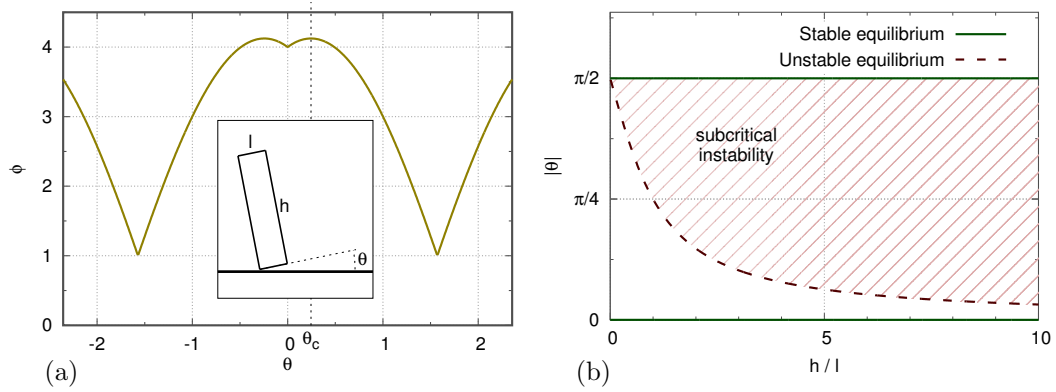 4
3
2
1
0
ϕ
-2
-1
0
θc
1
2
θ
l
h
θ
(a)
Stable equilibrium
Unstable equilibrium
π/2
π/4
0
|θ|
subcritical
instability
0
5
10
h / l
(b)